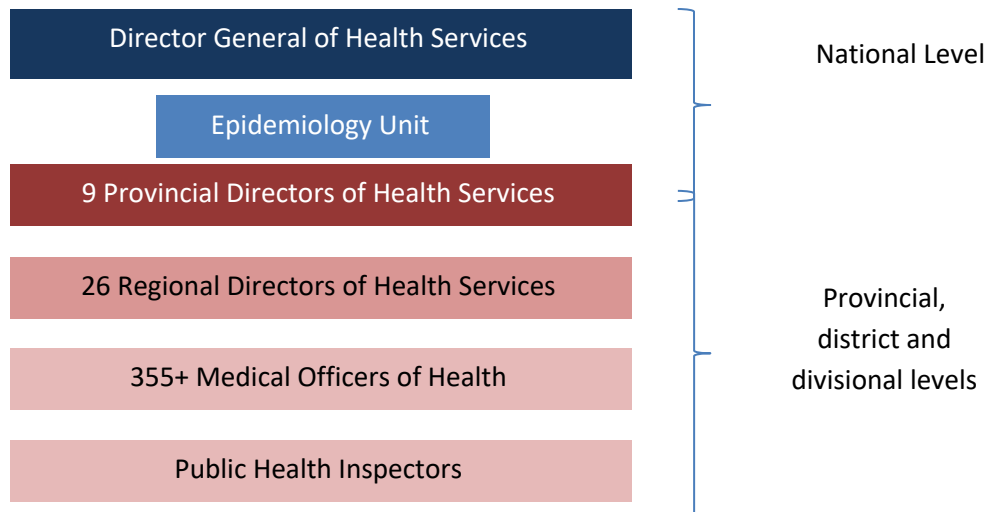 Director General of Health Services
National Level
Epidemiology Unit
9 Provincial Directors of Health Services
26 Regional Directors of Health Services
355+ Medical Officers of Health
Public Health Inspectors
Provincial,
district and
divisional levels